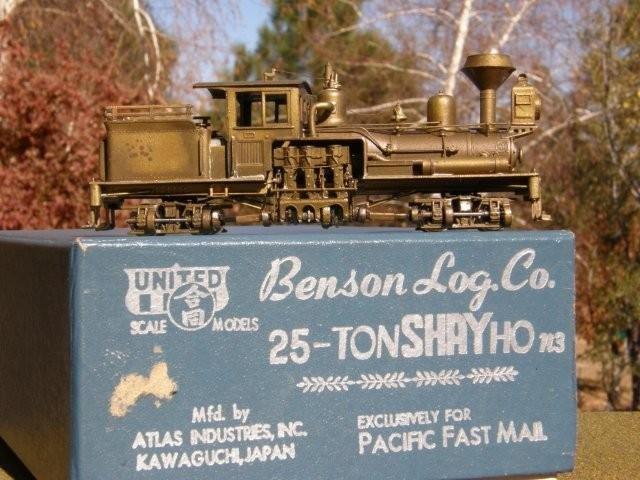 UNITED
合同
SCALE MODELS
Benson Log. Co.
25-TON SHAY HO n3
Mfd. by
ATLAS INDUSTRIES, INC.
KAWAGUCHI, JAPAN
EXCLUSIVELY FOR
PACIFIC FAST MAIL